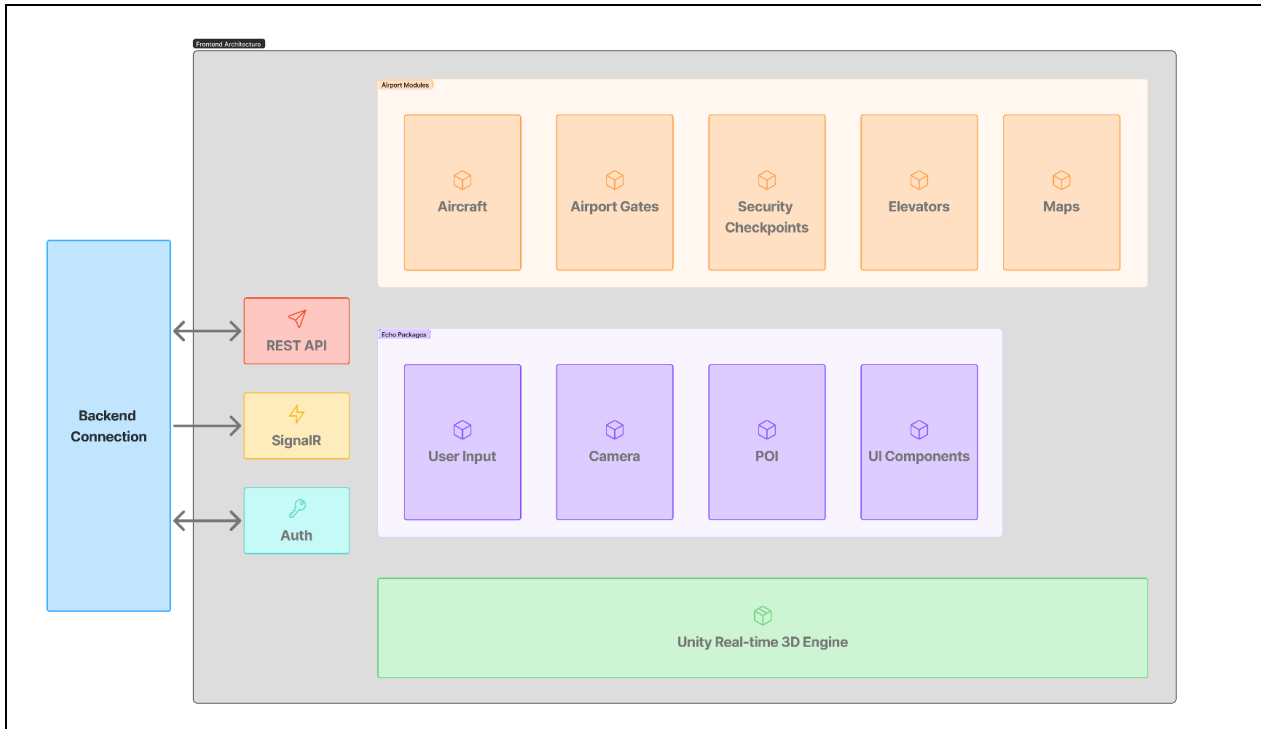 Frontend Architecture
Airport Modules
Aircraft
Airport Gates
Security
Checkpoints
Elevators
Maps
Backend
Connection
REST API
SignalR
Auth
Echo Packages
User Input
Camera
POI
UI Components
Unity Real-time 3D Engine